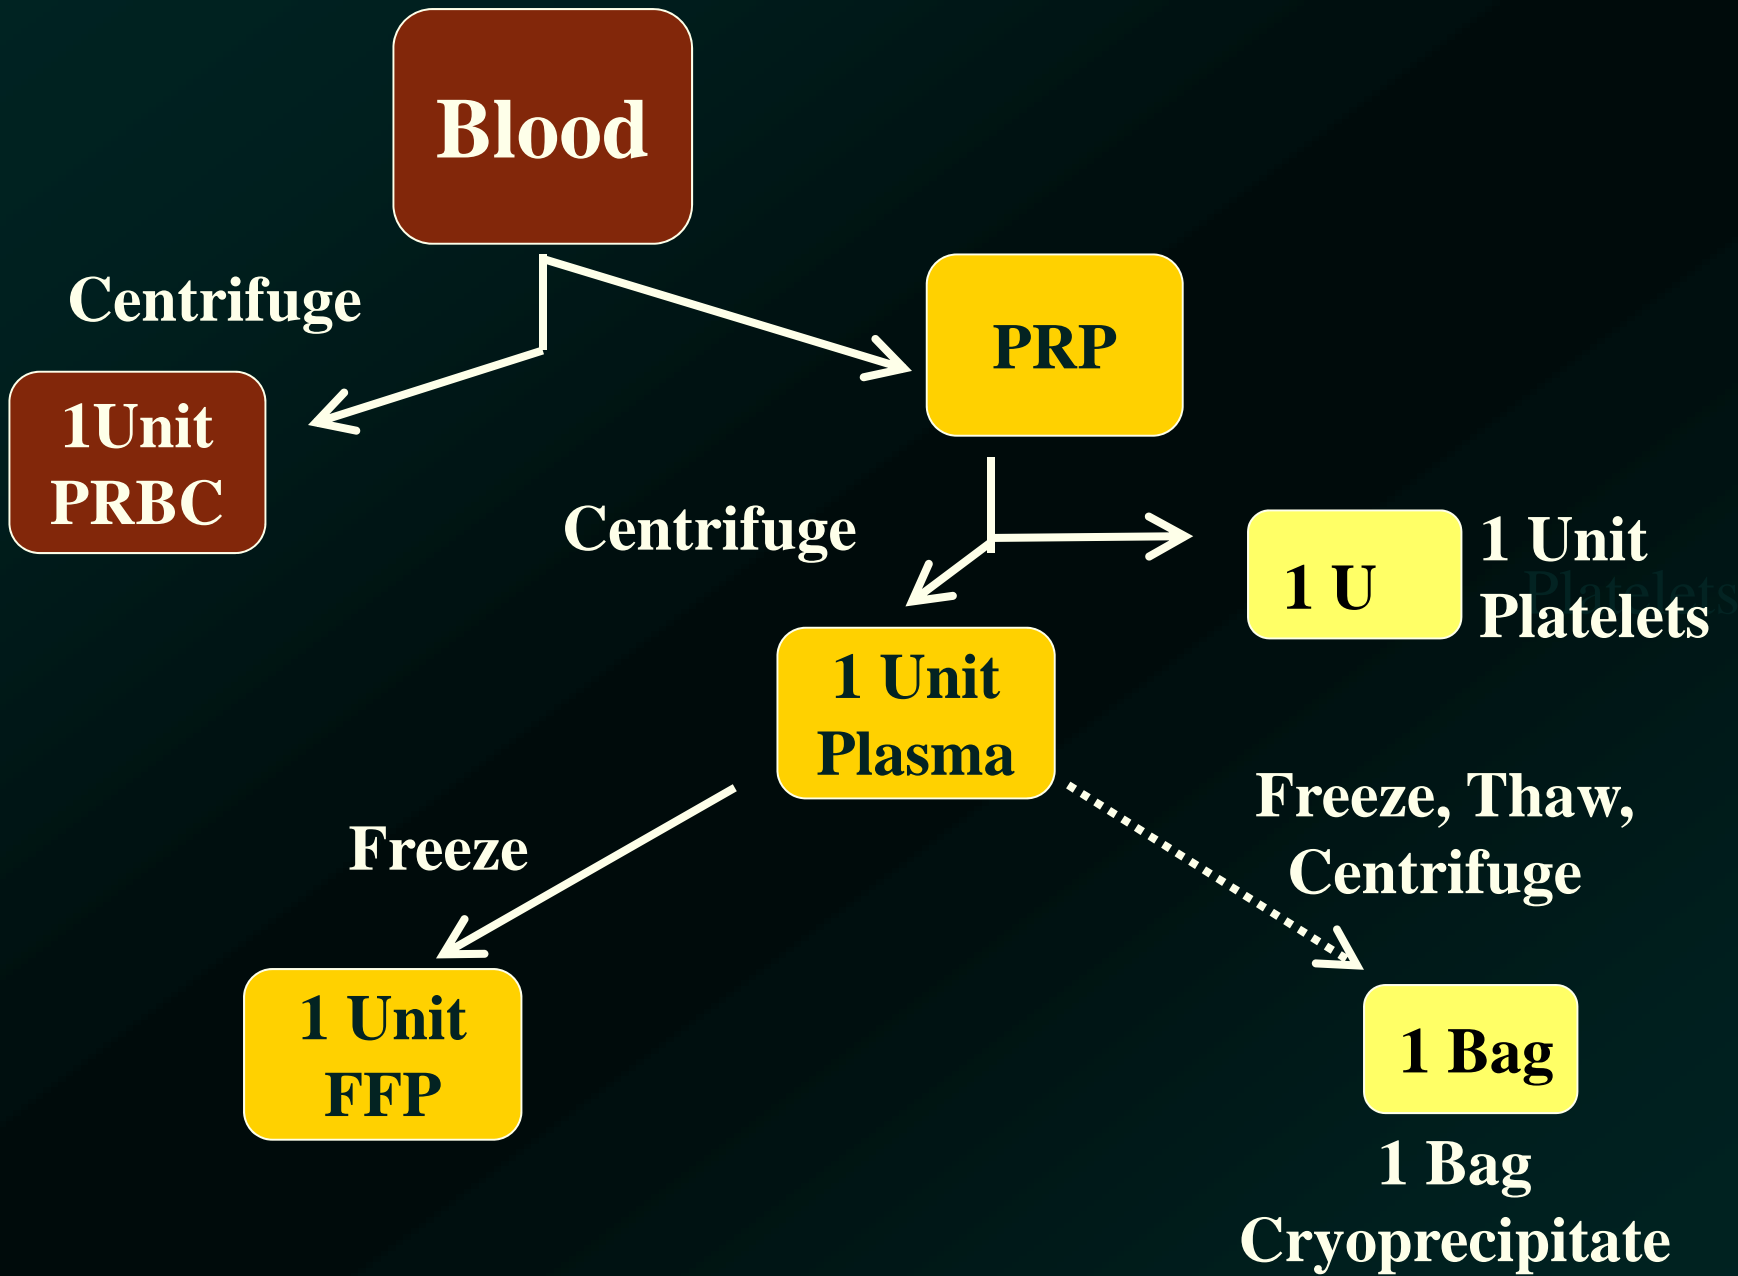 Blood
Centrifuge
PRP
1Unit
PRBC
Centrifuge
1 U
1 Unit
Platelets
Platelets
1 Unit
Plasma
Freeze, Thaw,
Centrifuge
Freeze
1 Unit
FFP
1 Bag
1 Bag
Cryoprecipitate